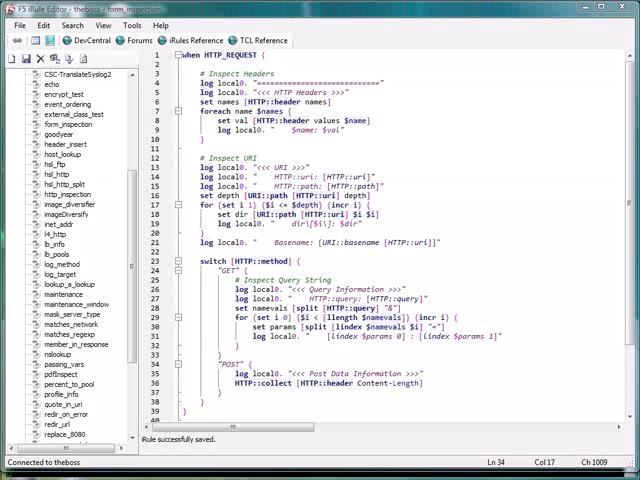 F5 iRule Editor - theboss - form_inspection
File Edit Search View Tools Help
DevCentral Forums iRules Reference TCL Reference
CSC-TranslateSyslog2
echo
encrypt_test
event_ordering
external_class_test
form_inspection
goodyear
header_insert
host_lookup
hsl_ftp
hsl_http
hsl_http_split
http_inspection
image_diversifier
imageDiversify
inet_addr
l4_http
lb_info
lb_pools
log_method
log_target
lookup_a_lookup
maintenance
maintenance_window
mask_server_type
matches_network
matches_regexp
member_in_response
nslookup
passing_vars
pdfInspect
percent_to_pool
profile_info
quote_in_uri
redir_on_error
redir_url
replace_8080
1 when HTTP_REQUEST {
2
3 # Inspect Headers
4 log local0. "============================"
5 log local0. "<<< HTTP Headers >>>"
6 set names [HTTP::header names]
7 foreach name $names {
8 set val [HTTP::header values $name]
9 log local0. " $name: $val"
10 }
11
12 # Inspect URI
13 log local0. "<<< URI >>>"
14 log local0. " HTTP::uri: [HTTP::uri]"
15 log local0. " HTTP::path: [HTTP::path]"
16 set depth [URI::path [HTTP::uri] depth]
17 for {set i 1} {$i <= $depth} {incr i} {
18 set dir [URI::path [HTTP::uri] $i $i]
19 log local0. " dir\[$i\]: $dir"
20 }
21 log local0. " Basename: [URI::basename [HTTP::uri]]"
22
23 switch [HTTP::method] {
24 "GET" {
25 # Inspect Query String
26 log local0. "<<< Query Information >>>"
27 log local0. " HTTP::query: [HTTP::query]"
28 set namevals [split [HTTP::query] "&"]
29 for {set i 0} {$i < [llength $namevals]} {incr i} {
30 set params [split [lindex $namevals $i] "="]
31 log local0. " [lindex $params 0] : [lindex $params 1]"
32 }
33 }
34 "POST" {
35 log local0. "<<< Post Data Information >>>"
36 HTTP::collect [HTTP::header Content-Length]
37 }
38 }
39 }
40
iRule successfully saved.
Connected to theboss Ln 34 Col 17 Ch 1009